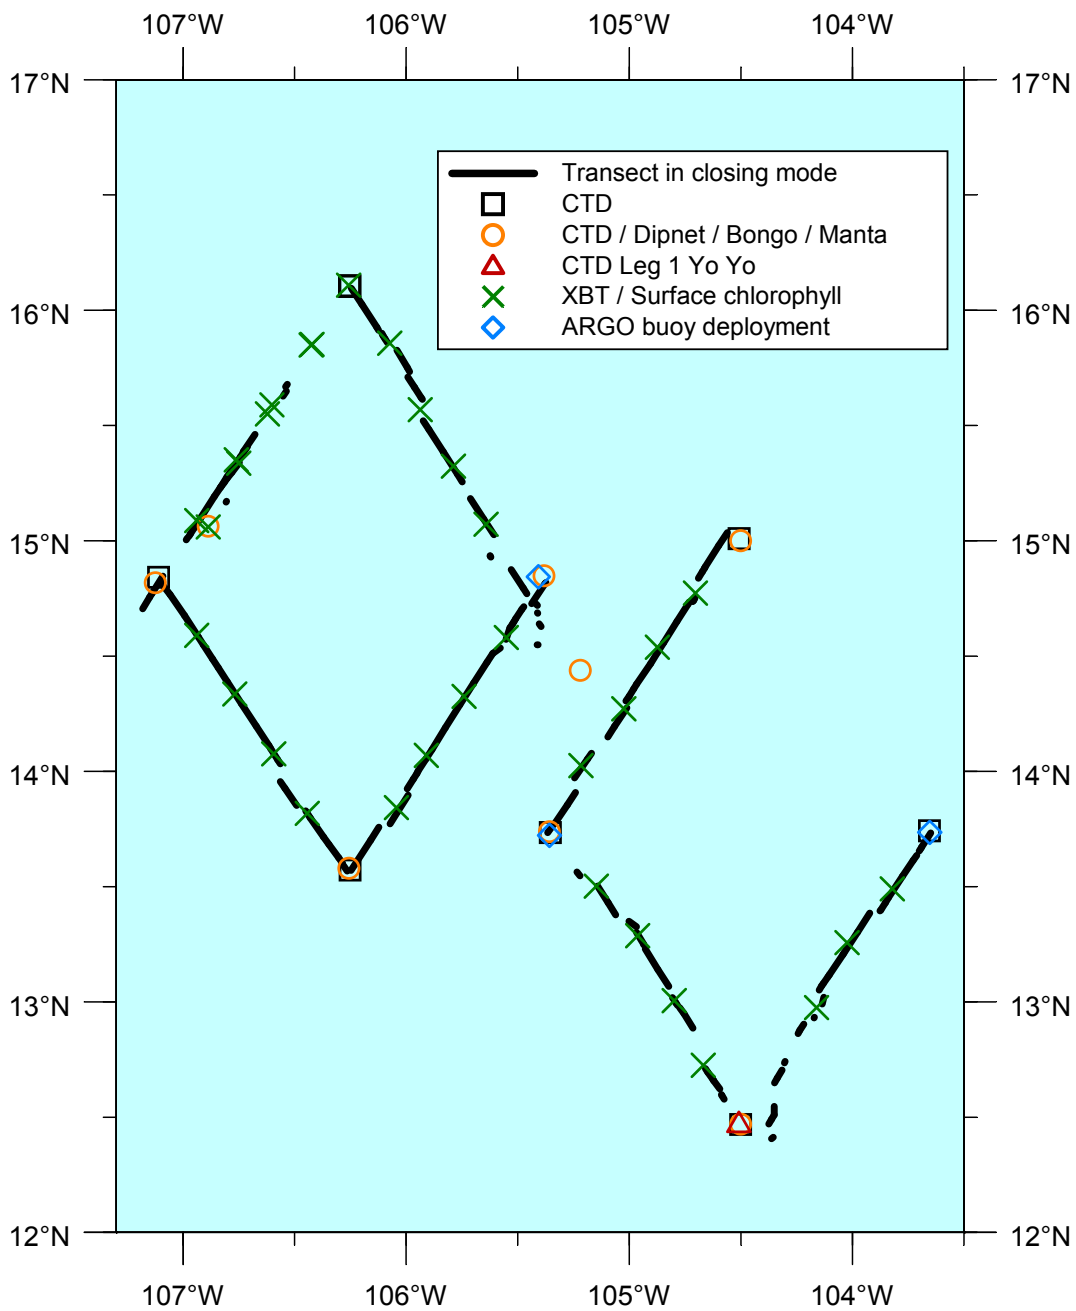 107°W 106°W 105°W 104°W
17°N 17°N
Transect in closing mode
CTD
CTD / Dipnet / Bongo / Manta
CTD Leg 1 Yo Yo
XBT / Surface chlorophyll
ARGO buoy deployment
16°N 16°N
15°N 15°N
14°N 14°N
13°N 13°N
12°N 12°N
107°W 106°W 105°W 104°W